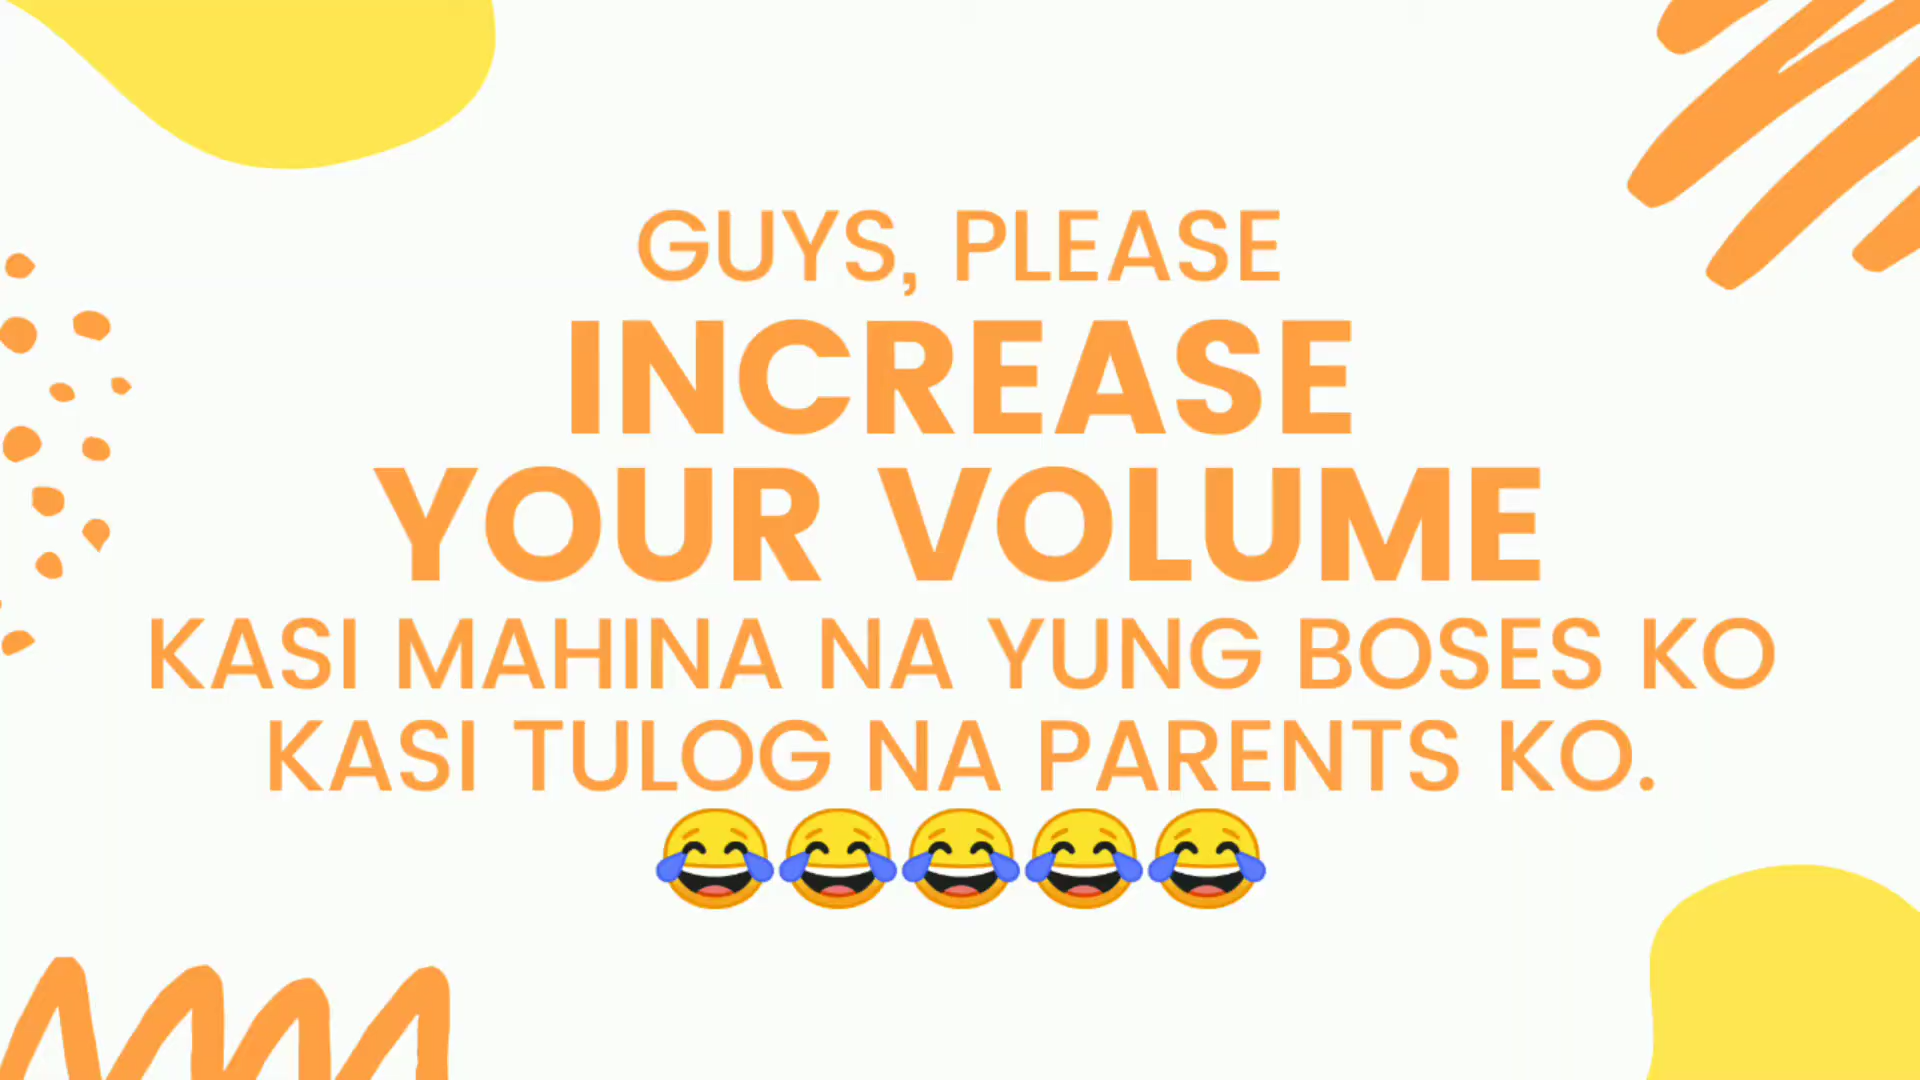 GUYS, PLEASE
INCREASE
YOUR VOLUME
KASI MAHINA NA YUNG BOSES KO
KASI TULOG NA PARENTS KO.
😂😂😂😂😂